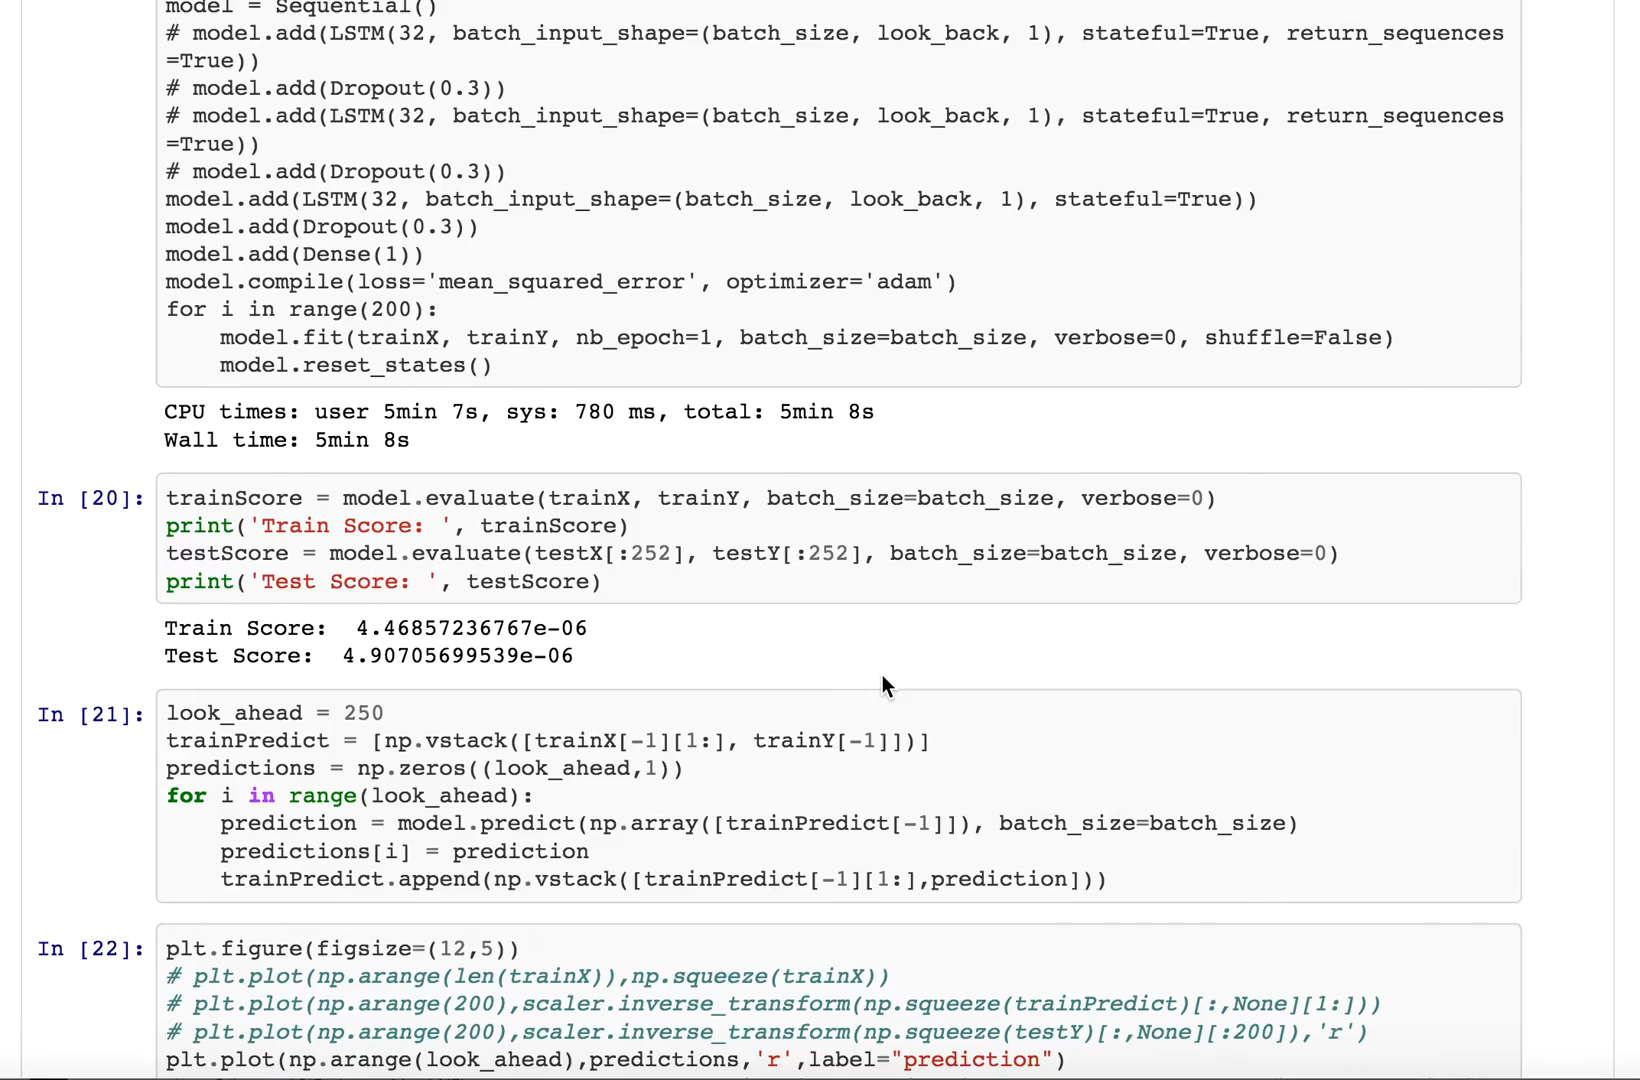 model = Sequential()
# model.add(LSTM(32, batch_input_shape=(batch_size, look_back, 1), stateful=True, return_sequences
=True))
# model.add(Dropout(0.3))
# model.add(LSTM(32, batch_input_shape=(batch_size, look_back, 1), stateful=True, return_sequences
=True))
# model.add(Dropout(0.3))
model.add(LSTM(32, batch_input_shape=(batch_size, look_back, 1), stateful=True))
model.add(Dropout(0.3))
model.add(Dense(1))
model.compile(loss='mean_squared_error', optimizer='adam')
for i in range(200):
    model.fit(trainX, trainY, nb_epoch=1, batch_size=batch_size, verbose=0, shuffle=False)
    model.reset_states()
CPU times: user 5min 7s, sys: 780 ms, total: 5min 8s
Wall time: 5min 8s
In [20]: trainScore = model.evaluate(trainX, trainY, batch_size=batch_size, verbose=0)
print('Train Score: ', trainScore)
testScore = model.evaluate(testX[:252], testY[:252], batch_size=batch_size, verbose=0)
print('Test Score: ', testScore)
Train Score:  4.46857236767e-06
Test Score:  4.90705699539e-06
In [21]: look_ahead = 250
trainPredict = [np.vstack([trainX[-1][1:], trainY[-1]])]
predictions = np.zeros((look_ahead,1))
for i in range(look_ahead):
    prediction = model.predict(np.array([trainPredict[-1]]), batch_size=batch_size)
    predictions[i] = prediction
    trainPredict.append(np.vstack([trainPredict[-1][1:],prediction]))
In [22]: plt.figure(figsize=(12,5))
# plt.plot(np.arange(len(trainX)),np.squeeze(trainX))
# plt.plot(np.arange(200),scaler.inverse_transform(np.squeeze(trainPredict)[:,None][1:]))
# plt.plot(np.arange(200),scaler.inverse_transform(np.squeeze(testY)[:,None][:200]),'r')
plt.plot(np.arange(look_ahead),predictions,'r',label="prediction")